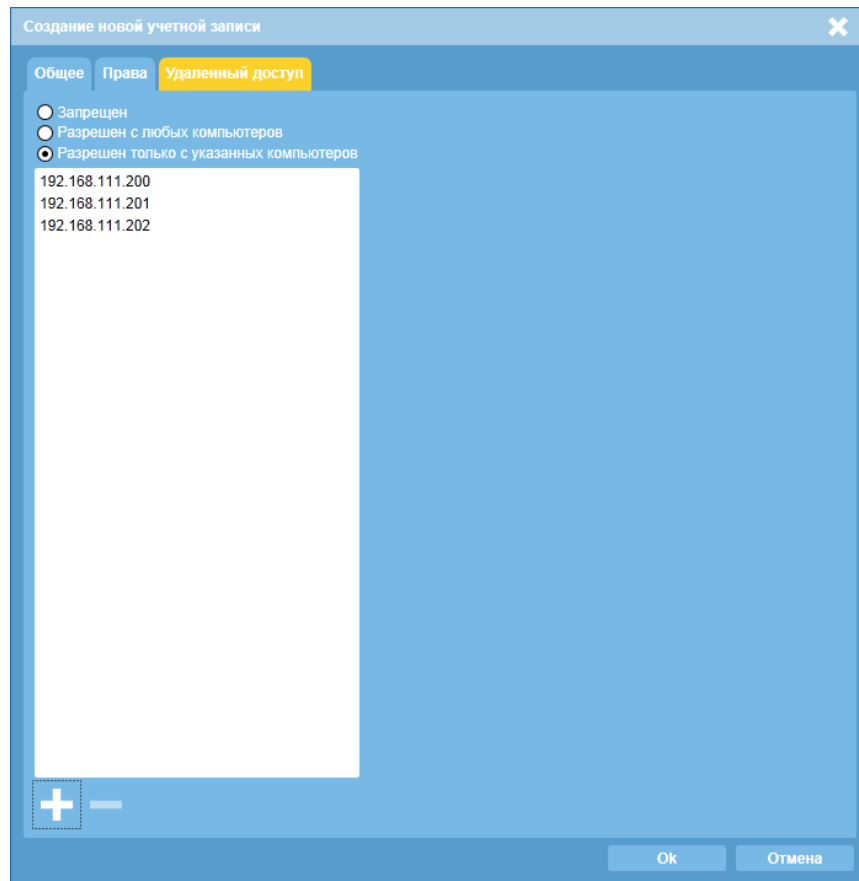 Создание новой учетной записи
Общее Права Удаленный доступ
Запрещен
Разрешен с любых компьютеров
Разрешен только с указанных компьютеров
192.168.111.200
192.168.111.201
192.168.111.202
Ok Отмена